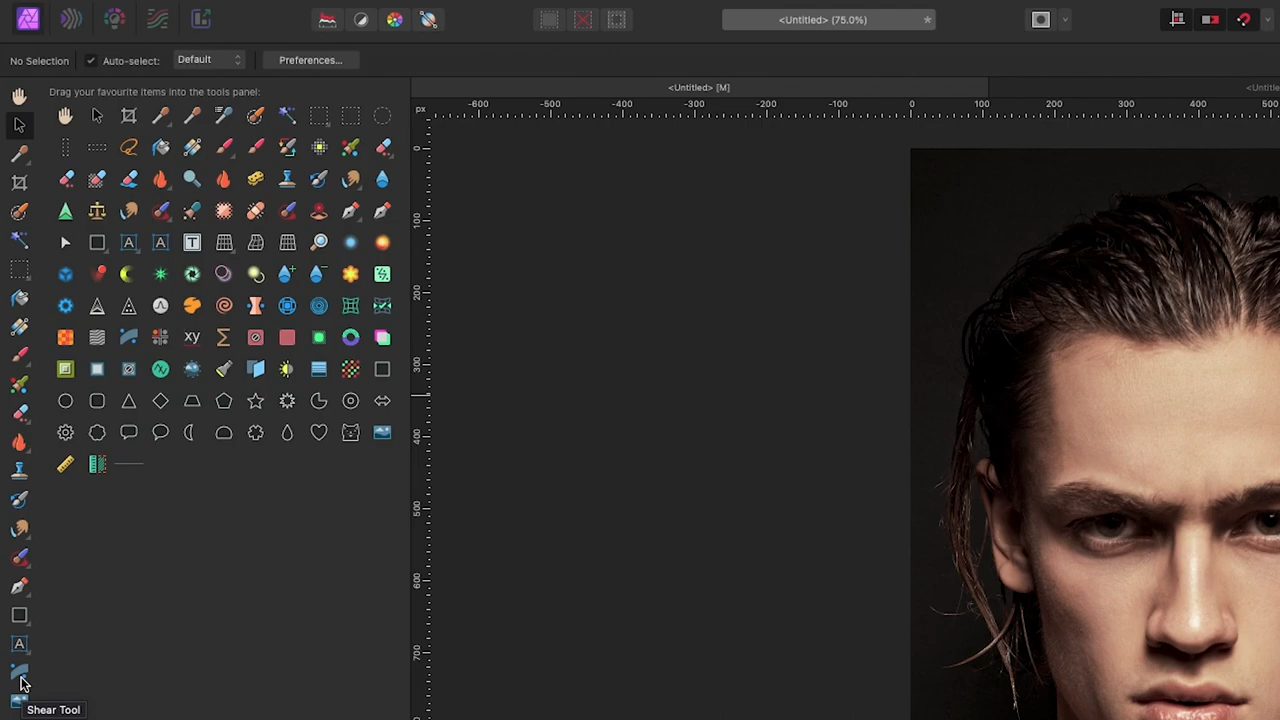 <Untitled> (75.0%)
*
No Selection
Auto-select:
Default
Preferences...
Drag your favourite items into the tools panel:
<Untitled> [M]
<Untitle
px
-600 -500 -400 -300 -200 -100 0 100 200 300 400 500
0
100
200
300
400
500
600
700
A A T
xy
A
Shear Tool